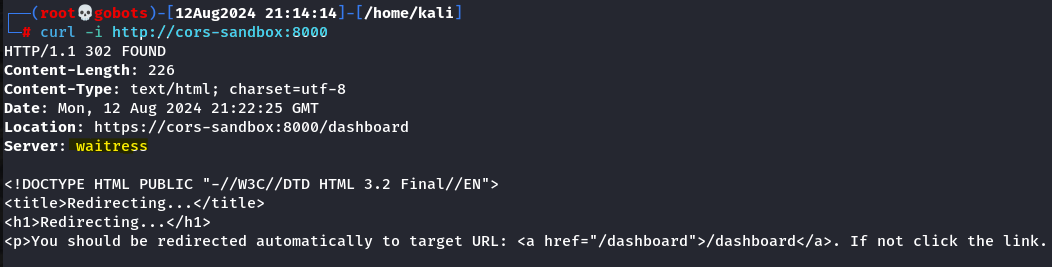 ┌──(root💀gobots)-[12Aug2024 21:14:14]-[/home/kali]
└─# curl -i http://cors-sandbox:8000
HTTP/1.1 302 FOUND
Content-Length: 226
Content-Type: text/html; charset=utf-8
Date: Mon, 12 Aug 2024 21:22:25 GMT
Location: https://cors-sandbox:8000/dashboard
Server: waitress

<!DOCTYPE HTML PUBLIC "-//W3C//DTD HTML 3.2 Final//EN">
<title>Redirecting...</title>
<h1>Redirecting...</h1>
<p>You should be redirected automatically to target URL: <a href="/dashboard">/dashboard</a>. If not click the link.